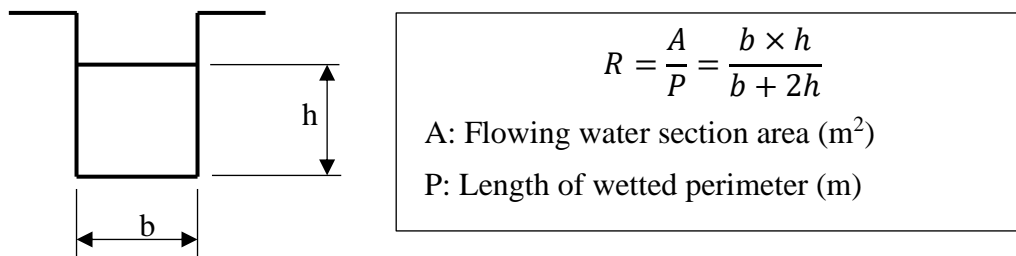 h
b
R = A/P = (b × h)/(b + 2h)
A: Flowing water section area (m²)
P: Length of wetted perimeter (m)